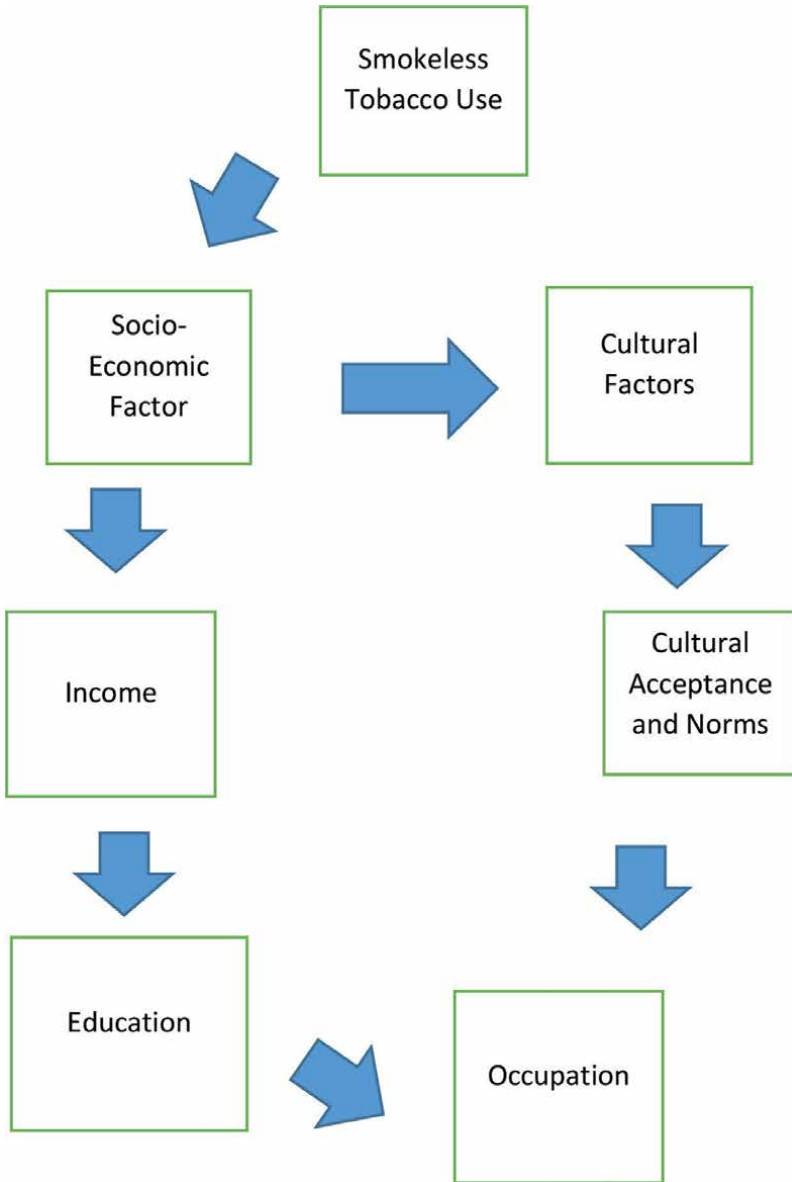 Smokeless
Tobacco Use
Socio-
Economic
Factor
Cultural
Factors
Income
Cultural
Acceptance
and Norms
Education
Occupation